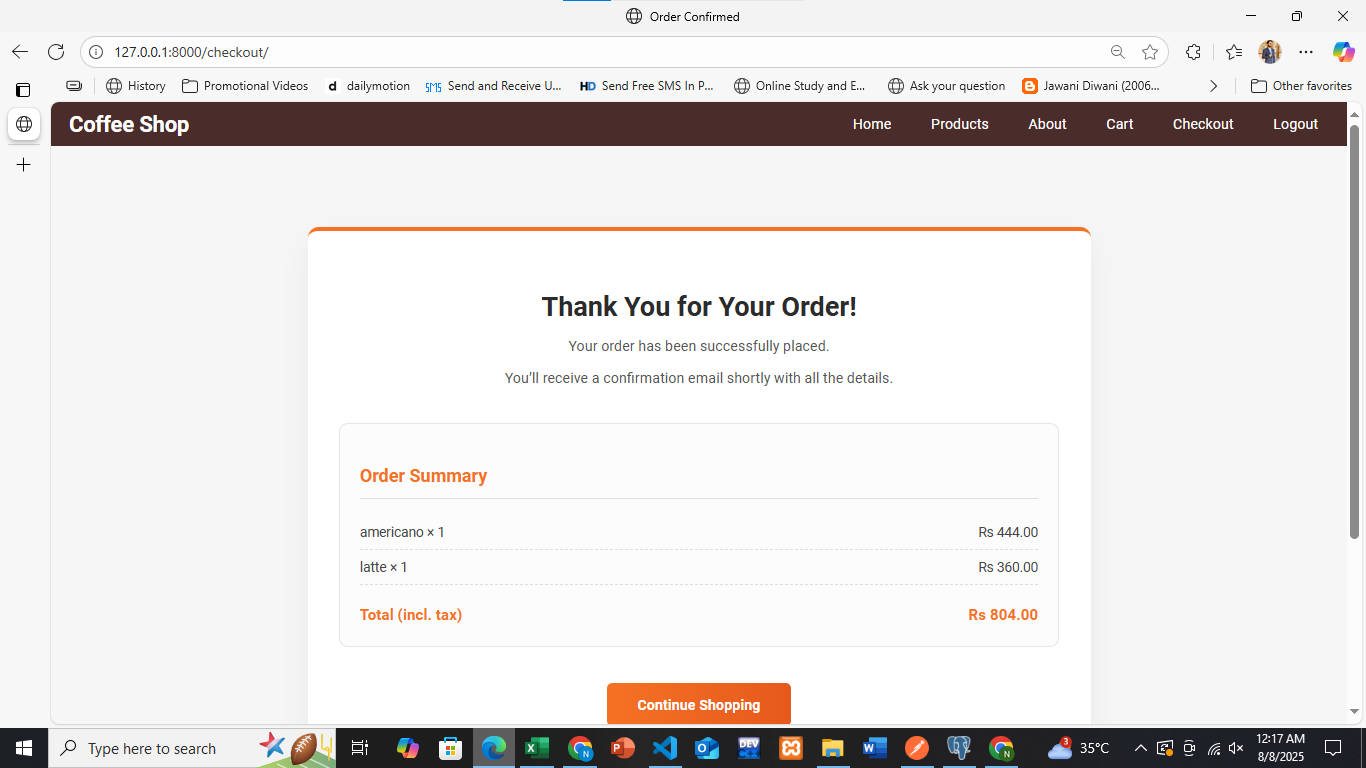 Order Confirmed
127.0.0.1:8000/checkout/
History
Promotional Videos
d dailymotion
SMS Send and Receive U...
HD Send Free SMS In P...
Online Study and E...
Ask your question
Jawani Diwani (2006...
Other favorites
Coffee Shop
Home
Products
About
Cart
Checkout
Logout
Thank You for Your Order!
Your order has been successfully placed.
You’ll receive a confirmation email shortly with all the details.
Order Summary
americano × 1 Rs 444.00
latte × 1 Rs 360.00
Total (incl. tax) Rs 804.00
Continue Shopping
Type here to search
DEV
N
N
3
35°C
12:17 AM
8/8/2025